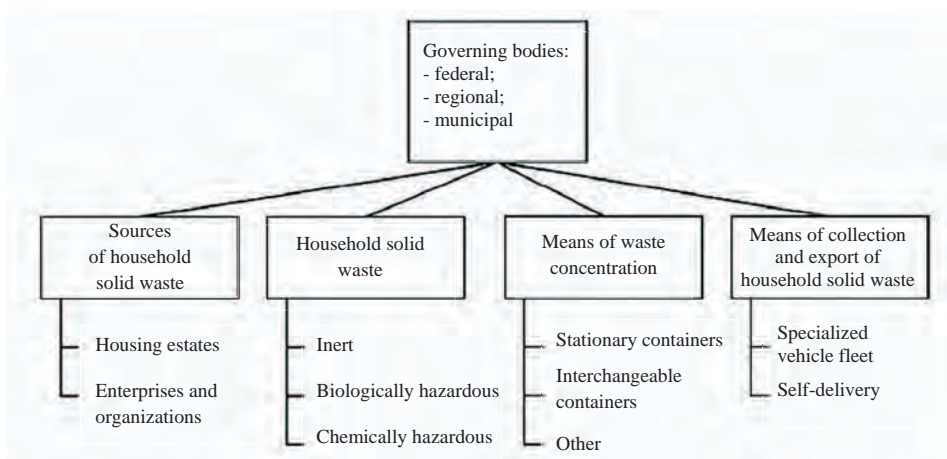 Governing bodies:
- federal;
- regional;
- municipal
Sources
of household
solid waste
Housing estates
Enterprises and
organizations
Household solid
waste
Inert
Biologically hazardous
Chemically hazardous
Means of waste
concentration
Stationary containers
Interchangeable
containers
Other
Means of collection
and export of
household solid waste
Specialized
vehicle fleet
Self-delivery